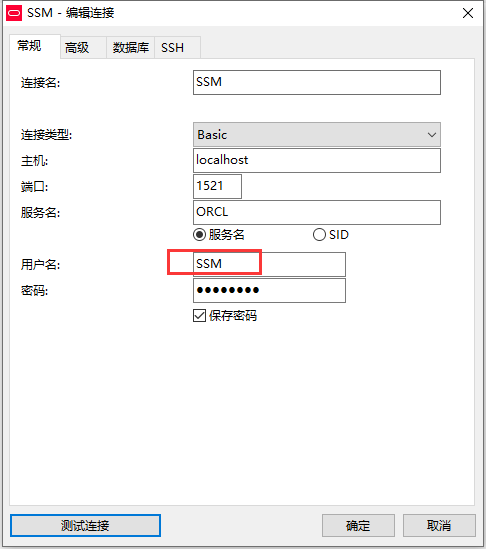 SSM - 编辑连接
常规 高级 数据库 SSH
连接名: SSM
连接类型: Basic
主机: localhost
端口: 1521
服务名: ORCL
服务名 SID
用户名: SSM
密码: ●●●●●●●●
保存密码
测试连接 确定 取消